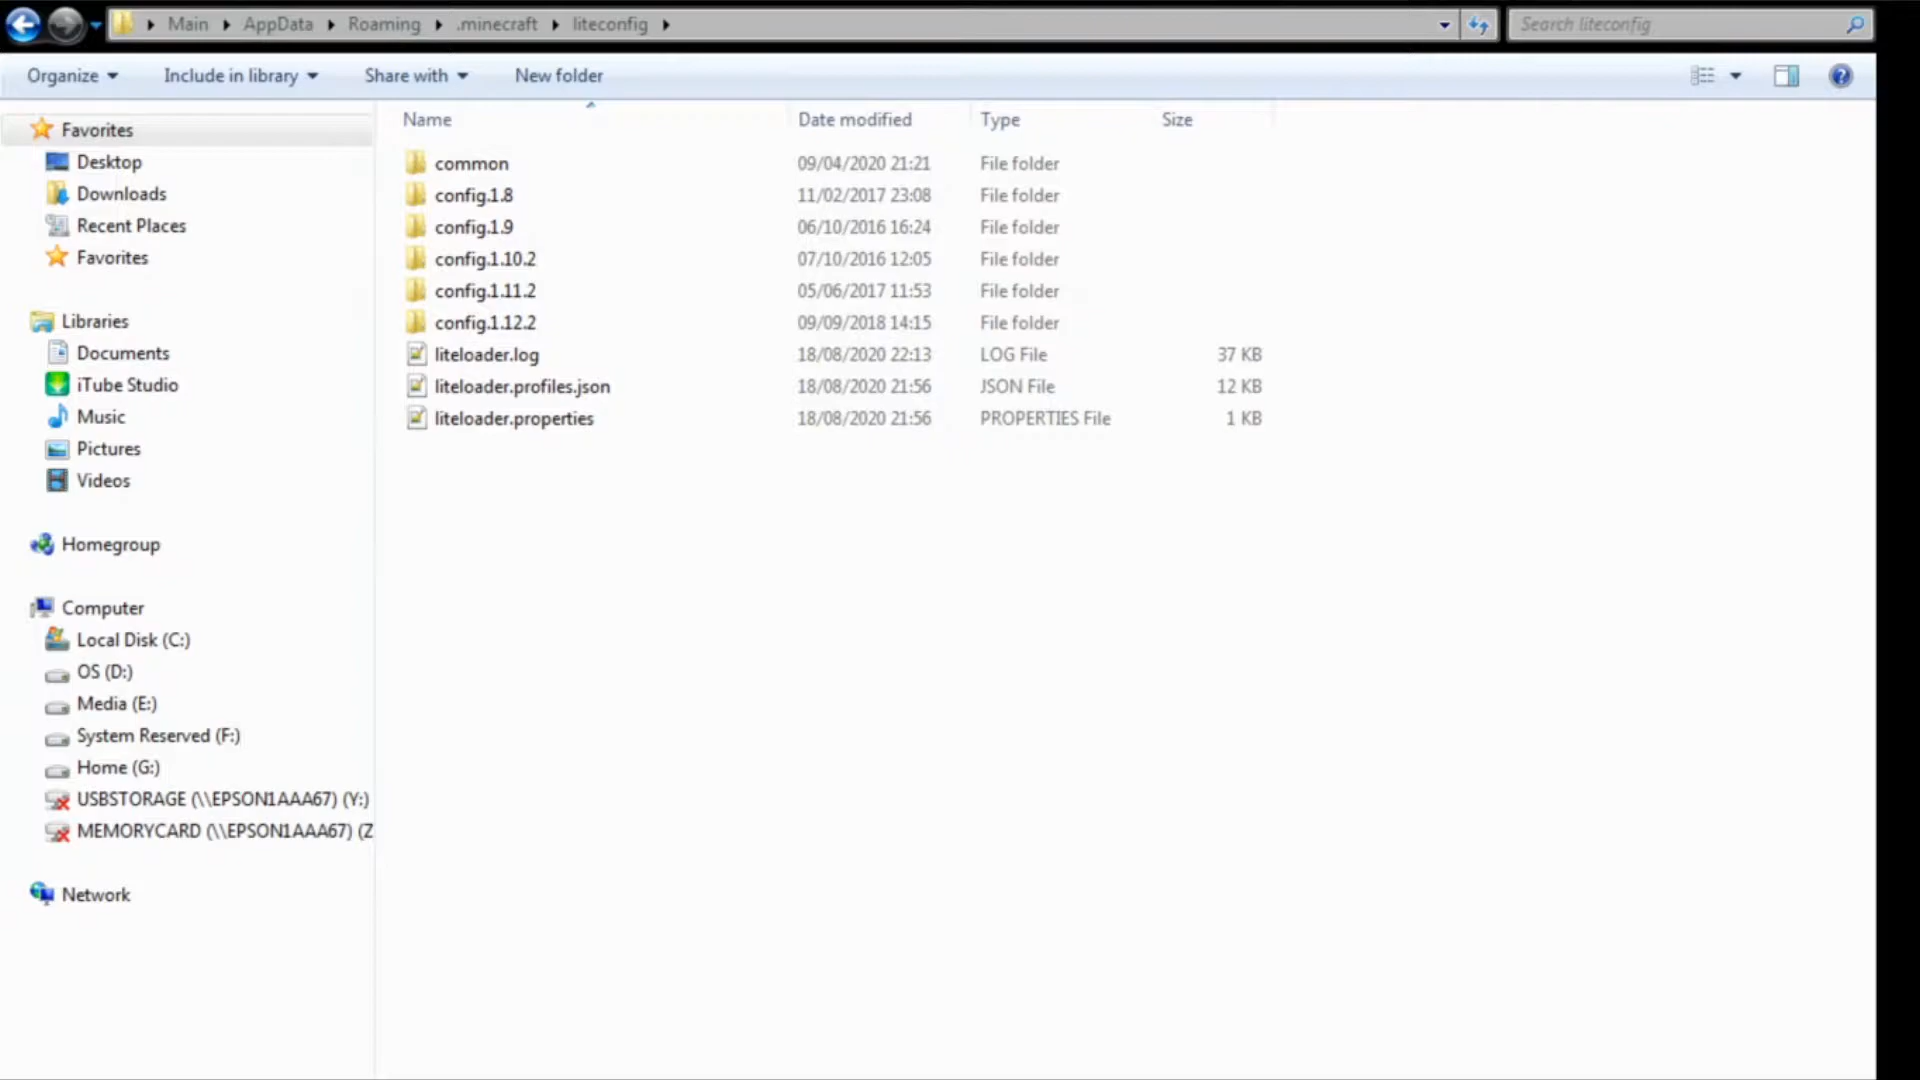 Main AppData Roaming .minecraft liteconfig
Search liteconfig
Organize Include in library Share with New folder
Name Date modified Type Size
Favorites
Desktop
Downloads
Recent Places
Favorites
Libraries
Documents
iTube Studio
Music
Pictures
Videos
Homegroup
Computer
Local Disk (C:)
OS (D:)
Media (E:)
System Reserved (F:)
Home (G:)
USBSTORAGE (\\EPSON1AAA67) (Y:)
MEMORYCARD (\\EPSON1AAA67) (Z
Network
common 09/04/2020 21:21 File folder
config.1.8 11/02/2017 23:08 File folder
config.1.9 06/10/2016 16:24 File folder
config.1.10.2 07/10/2016 12:05 File folder
config.1.11.2 05/06/2017 11:53 File folder
config.1.12.2 09/09/2018 14:15 File folder
liteloader.log 18/08/2020 22:13 LOG File 37 KB
liteloader.profiles.json 18/08/2020 21:56 JSON File 12 KB
liteloader.properties 18/08/2020 21:56 PROPERTIES File 1 KB